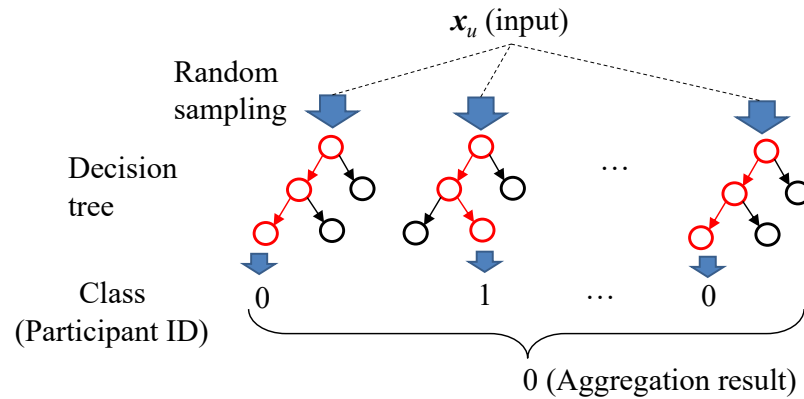 x_u (input)
Random
sampling
Decision
tree
...
Class
(Participant ID)
0
1
...
0
0 (Aggregation result)